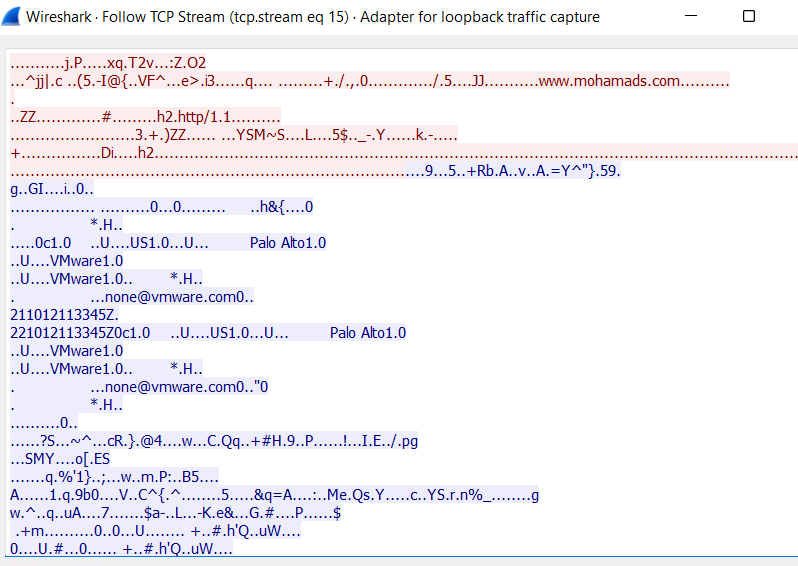 Wireshark · Follow TCP Stream (tcp.stream eq 15) · Adapter for loopback traffic capture
...........j.P.....xq.T2v...:Z.O2
...^jj|.c ..(5.-I@{..VF^...e>.i3......q.... .........+./.,.0............./.5....JJ...........www.mohamads.com..........
.
..ZZ.............#.........h2.http/1.1..........
.........................3.+.)ZZ...... ...YSM~S....L....5$.._-.Y......k.-.....
+................Di.....h2.................................................................................................................................
....................................................................................9...5..+Rb.A..v..A.=Y^"}.59.
g..GI....i..0..
................. ..........0...0......... ..h&{....0
. *.H..
.....0c1.0 ..U....US1.0...U... Palo Alto1.0
..U....VMware1.0
..U....VMware1.0.. *.H..
. ...none@vmware.com0..
211012113345Z.
221012113345Z0c1.0 ..U....US1.0...U... Palo Alto1.0
..U....VMware1.0
..U....VMware1.0.. *.H..
. ...none@vmware.com0.."0
. *.H..
..........0..
......?S...~^...cR.}.@4....w...C.Qq..+#H.9..P......!...I.E../.pg
...SMY....o[.ES
.......q.%'1}..;...w..m.P:..B5....
A......1.q.9b0....V..C^{.^........5.....&q=A....:..Me.Qs.Y.....c..YS.r.n%_........g
w.^..q..uA....7.......$a-..L...-K.e&...G.#....P......$
.+m..........0..0...U........ +..#.h'Q..uW....
0....U.#...0...... +..#.h'Q..uW....